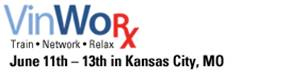 VinWoRx
Train • Network • Relax
June 11th – 13th in Kansas City, MO